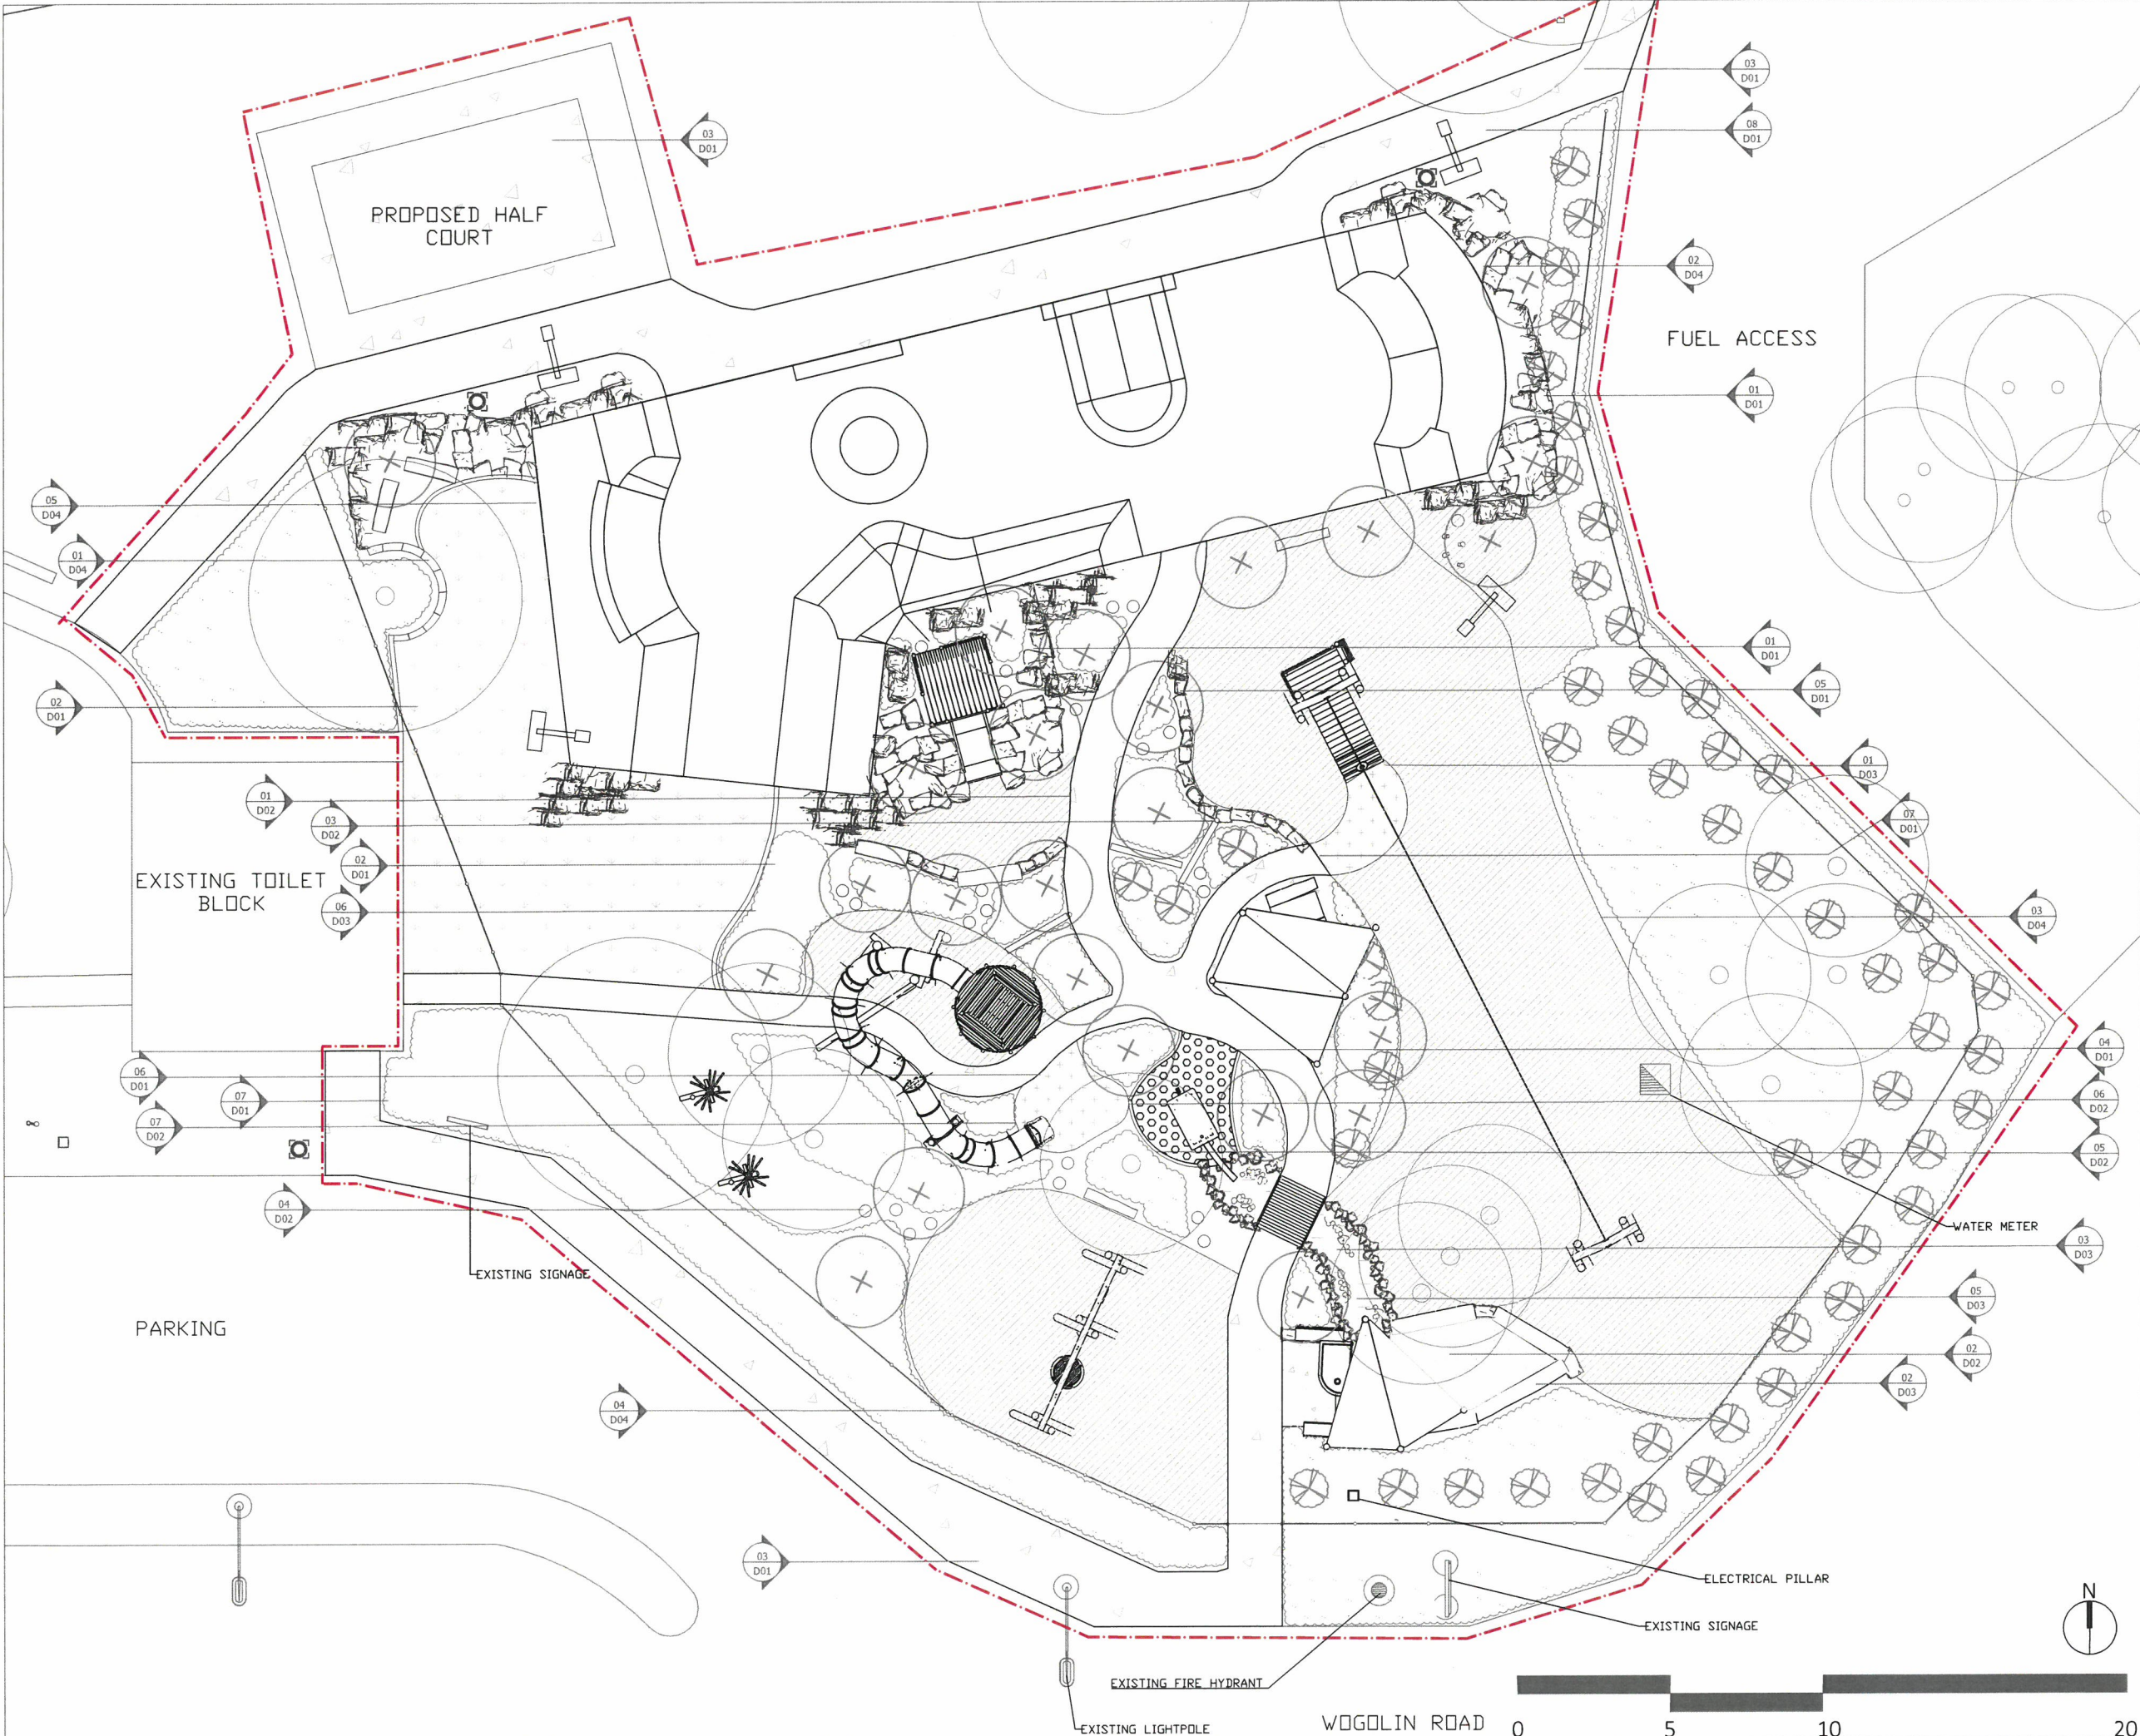 03
D01
08
D01
03
D01
PROPOSED HALF
COURT
02
D04
FUEL ACCESS
01
D01
05
D04
01
D04
01
D01
05
D01
02
D01
01
D03
01
D02
03
D02
07
D01
02
D01
EXISTING TOILET
BLOCK
06
D03
03
D04
04
D01
06
D01
07
D01
06
D02
07
D02
05
D02
04
D02
WATER METER
03
D03
EXISTING SIGNAGE
05
D03
PARKING
02
D02
02
D03
04
D04
03
D01
ELECTRICAL PILLAR
N
EXISTING SIGNAGE
EXISTING FIRE HYDRANT
EXISTING LIGHTPOLE
WOGOLIN ROAD
0 5 10 20